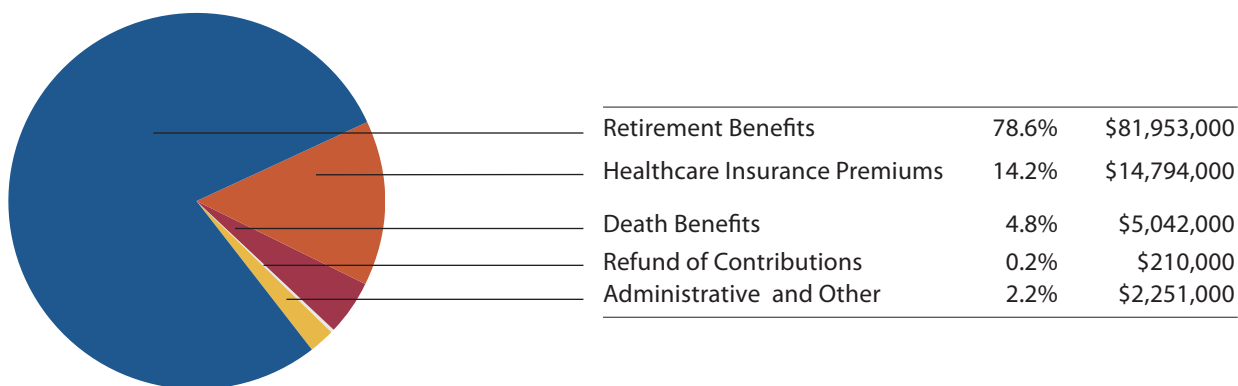 Retirement Benefits 78.6% $81,953,000
Healthcare Insurance Premiums 14.2% $14,794,000
Death Benefits 4.8% $5,042,000
Refund of Contributions 0.2% $210,000
Administrative and Other 2.2% $2,251,000